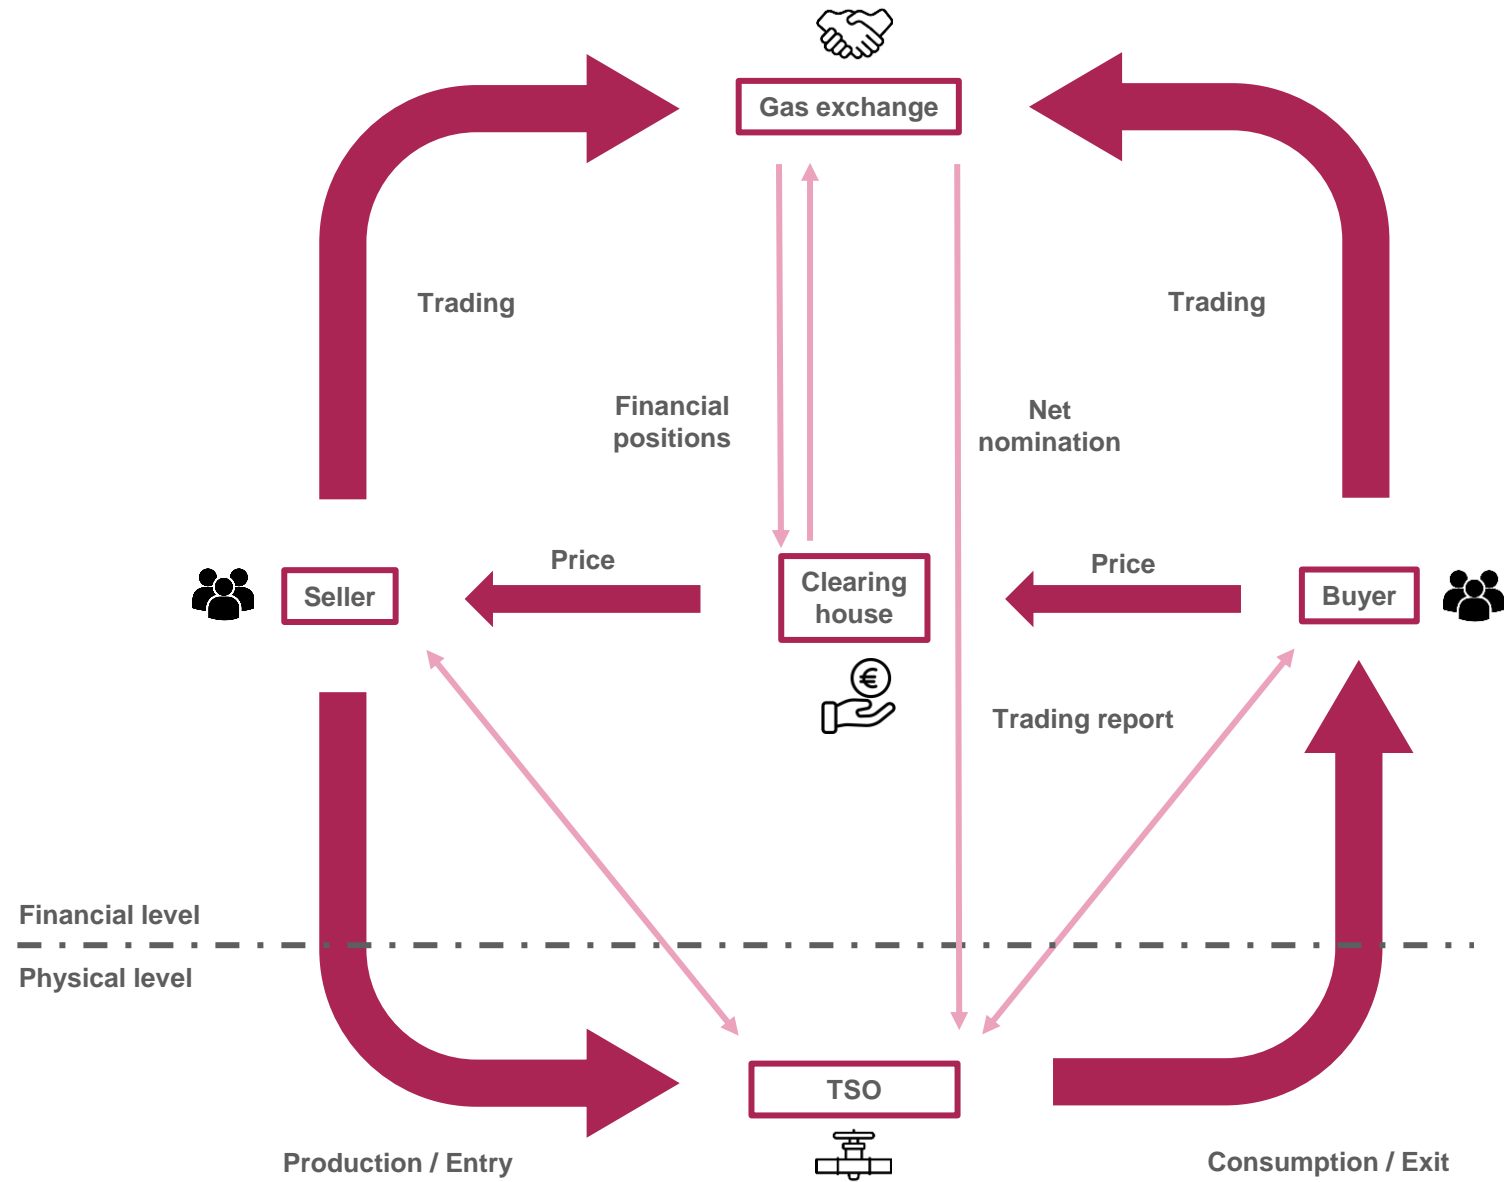 Gas exchange
Trading
Trading
Financial
positions
Net
nomination
Price
Price
Seller
Clearing
house
Buyer
€
Trading report
Financial level
Physical level
TSO
Production / Entry
Consumption / Exit